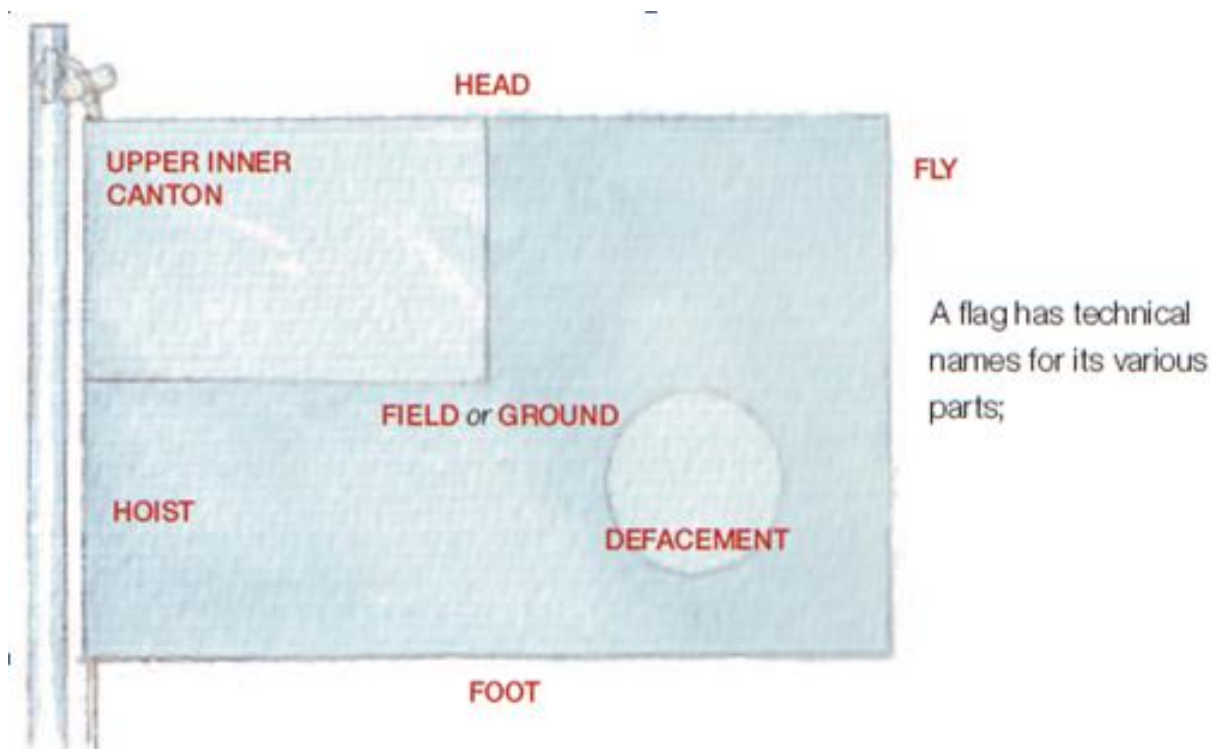 HEAD
UPPER INNER
CANTON
FLY
A flag has technical
names for its various
parts;
FIELD or GROUND
HOIST
DEFACEMENT
FOOT